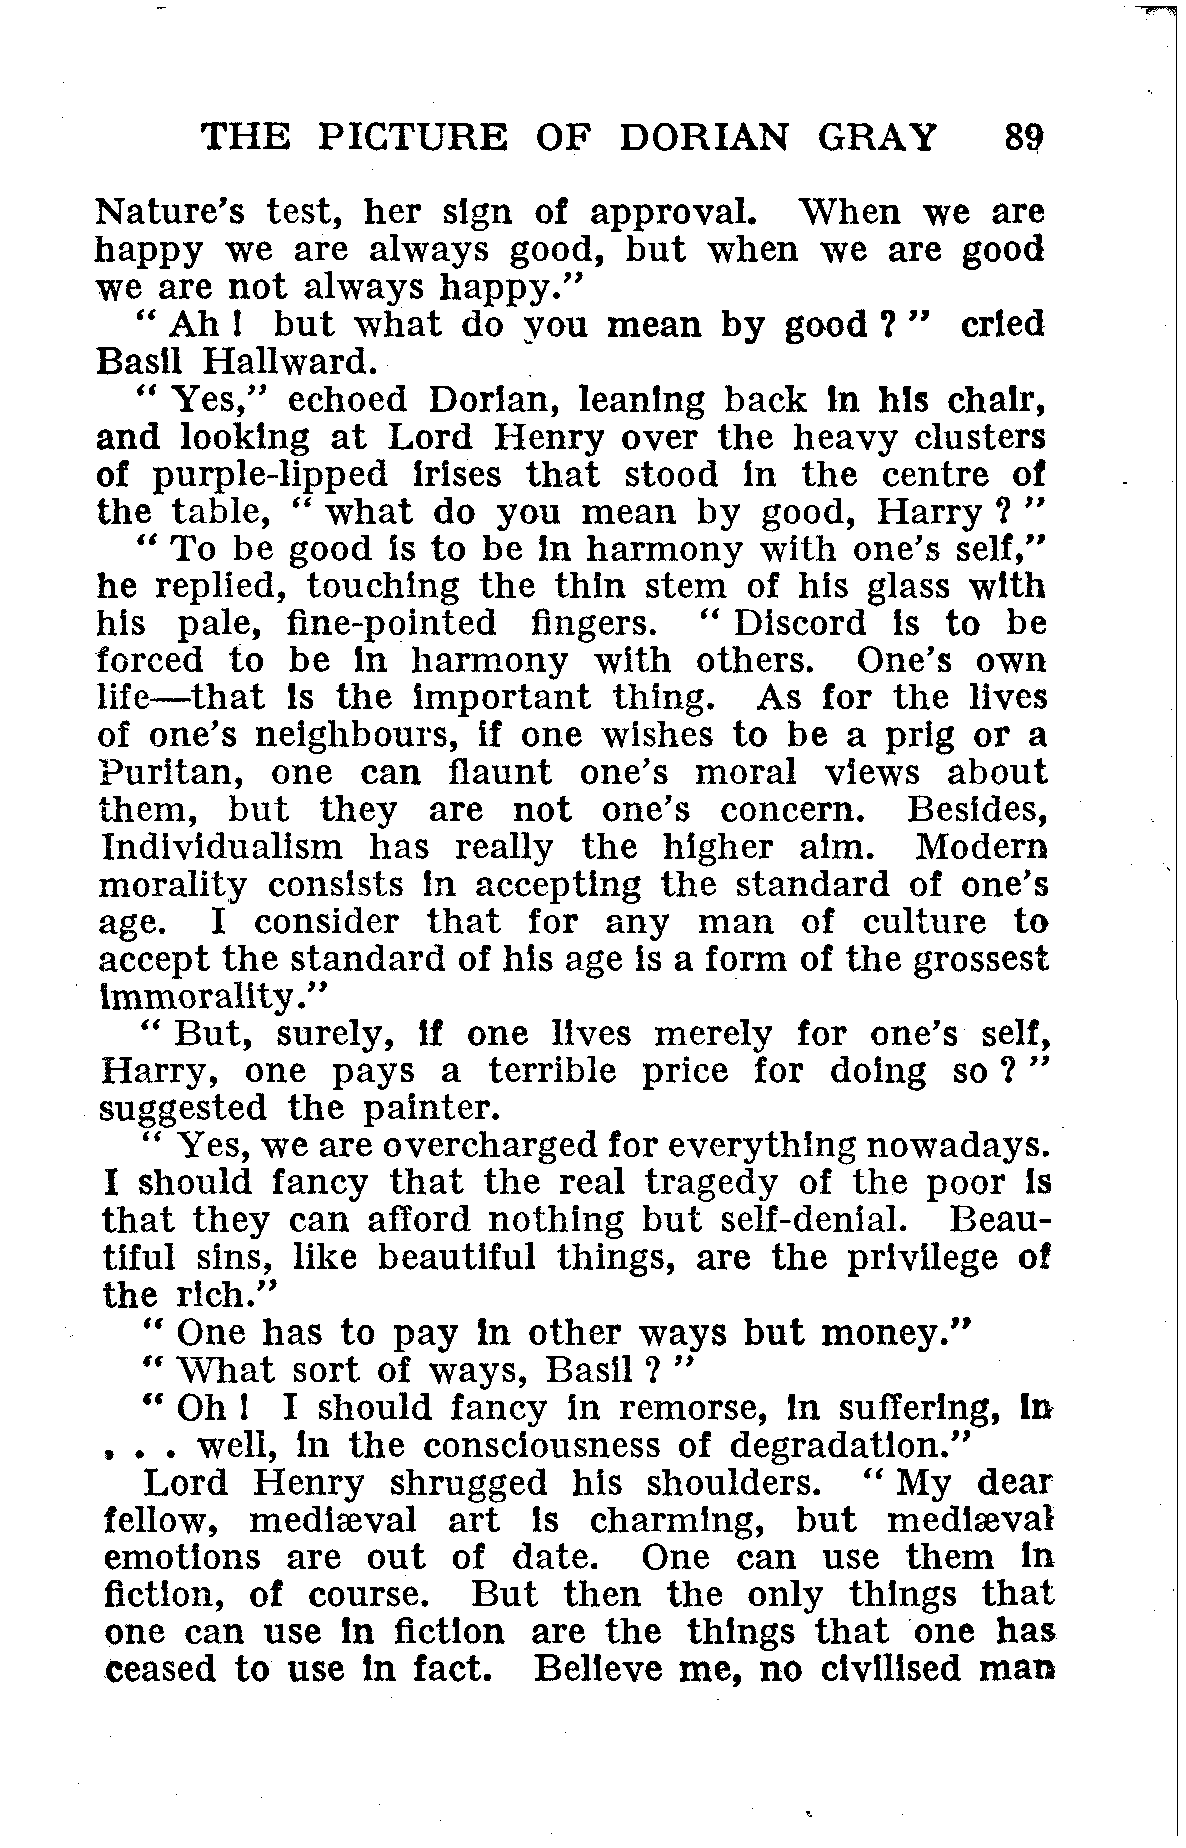 THE PICTURE OF DORIAN GRAY 89
Nature's test, her sign of approval. When we are
happy we are always good, but when we are good
we are not always happy."
" Ah ! but what do you mean by good ? " cried
Basil Hallward.
" Yes," echoed Dorian, leaning back in his chair,
and looking at Lord Henry over the heavy clusters
of purple-lipped irises that stood in the centre of
the table, " what do you mean by good, Harry ? "
" To be good is to be in harmony with one's self,"
he replied, touching the thin stem of his glass with
his pale, fine-pointed fingers. " Discord is to be
forced to be in harmony with others. One's own
life—that is the important thing. As for the lives
of one's neighbours, if one wishes to be a prig or a
Puritan, one can flaunt one's moral views about
them, but they are not one's concern. Besides,
Individualism has really the higher aim. Modern
morality consists in accepting the standard of one's
age. I consider that for any man of culture to
accept the standard of his age is a form of the grossest
immorality."
" But, surely, if one lives merely for one's self,
Harry, one pays a terrible price for doing so ? "
suggested the painter.
" Yes, we are overcharged for everything nowadays.
I should fancy that the real tragedy of the poor is
that they can afford nothing but self-denial. Beau-
tiful sins, like beautiful things, are the privilege of
the rich."
" One has to pay in other ways but money."
" What sort of ways, Basil ? "
" Oh ! I should fancy in remorse, in suffering, in
. . . well, in the consciousness of degradation."
Lord Henry shrugged his shoulders. " My dear
fellow, mediæval art is charming, but mediæval
emotions are out of date. One can use them in
fiction, of course. But then the only things that
one can use in fiction are the things that one has
ceased to use in fact. Believe me, no civilised man